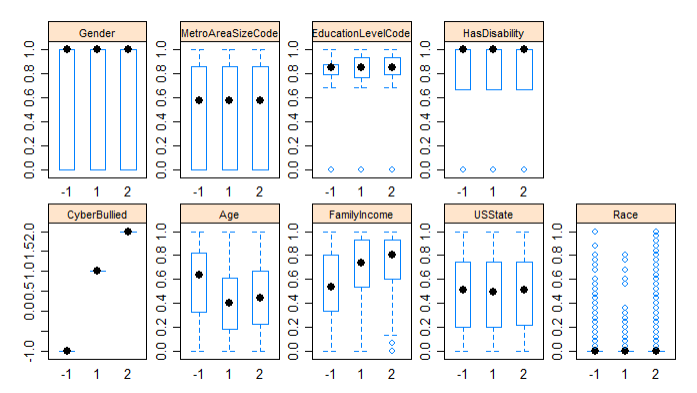 Gender MetroAreaSizeCode EducationLevelCode HasDisability
0.0 0.2 0.4 0.6 0.8 1.0 0.0 0.2 0.4 0.6 0.8 1.0 0.0 0.2 0.4 0.6 0.8 1.0 0.0 0.2 0.4 0.6 0.8 1.0
-1 1 2 -1 1 2 -1 1 2 -1 1 2
CyberBullied Age FamilyIncome USState Race
-1.0 0.0 0.5 1.0 1.5 2.0 0.0 0.2 0.4 0.6 0.8 1.0 0.0 0.2 0.4 0.6 0.8 1.0 0.0 0.2 0.4 0.6 0.8 1.0 0.0 0.2 0.4 0.6 0.8 1.0
-1 1 2 -1 1 2 -1 1 2 -1 1 2 -1 1 2